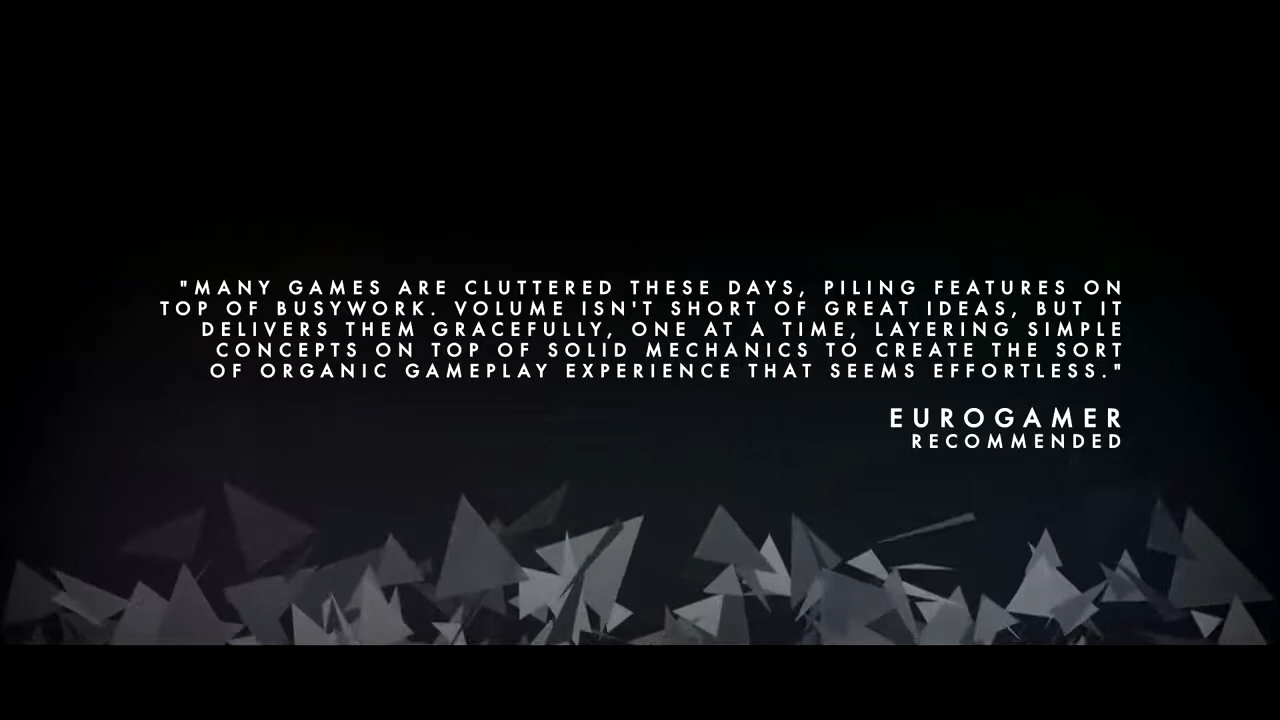 "MANY GAMES ARE CLUTTERED THESE DAYS, PILING FEATURES ON
TOP OF BUSYWORK. VOLUME ISN'T SHORT OF GREAT IDEAS, BUT IT
DELIVERS THEM GRACEFULLY, ONE AT A TIME, LAYERING SIMPLE
CONCEPTS ON TOP OF SOLID MECHANICS TO CREATE THE SORT
OF ORGANIC GAMEPLAY EXPERIENCE THAT SEEMS EFFORTLESS."
EUROGAMER
RECOMMENDED